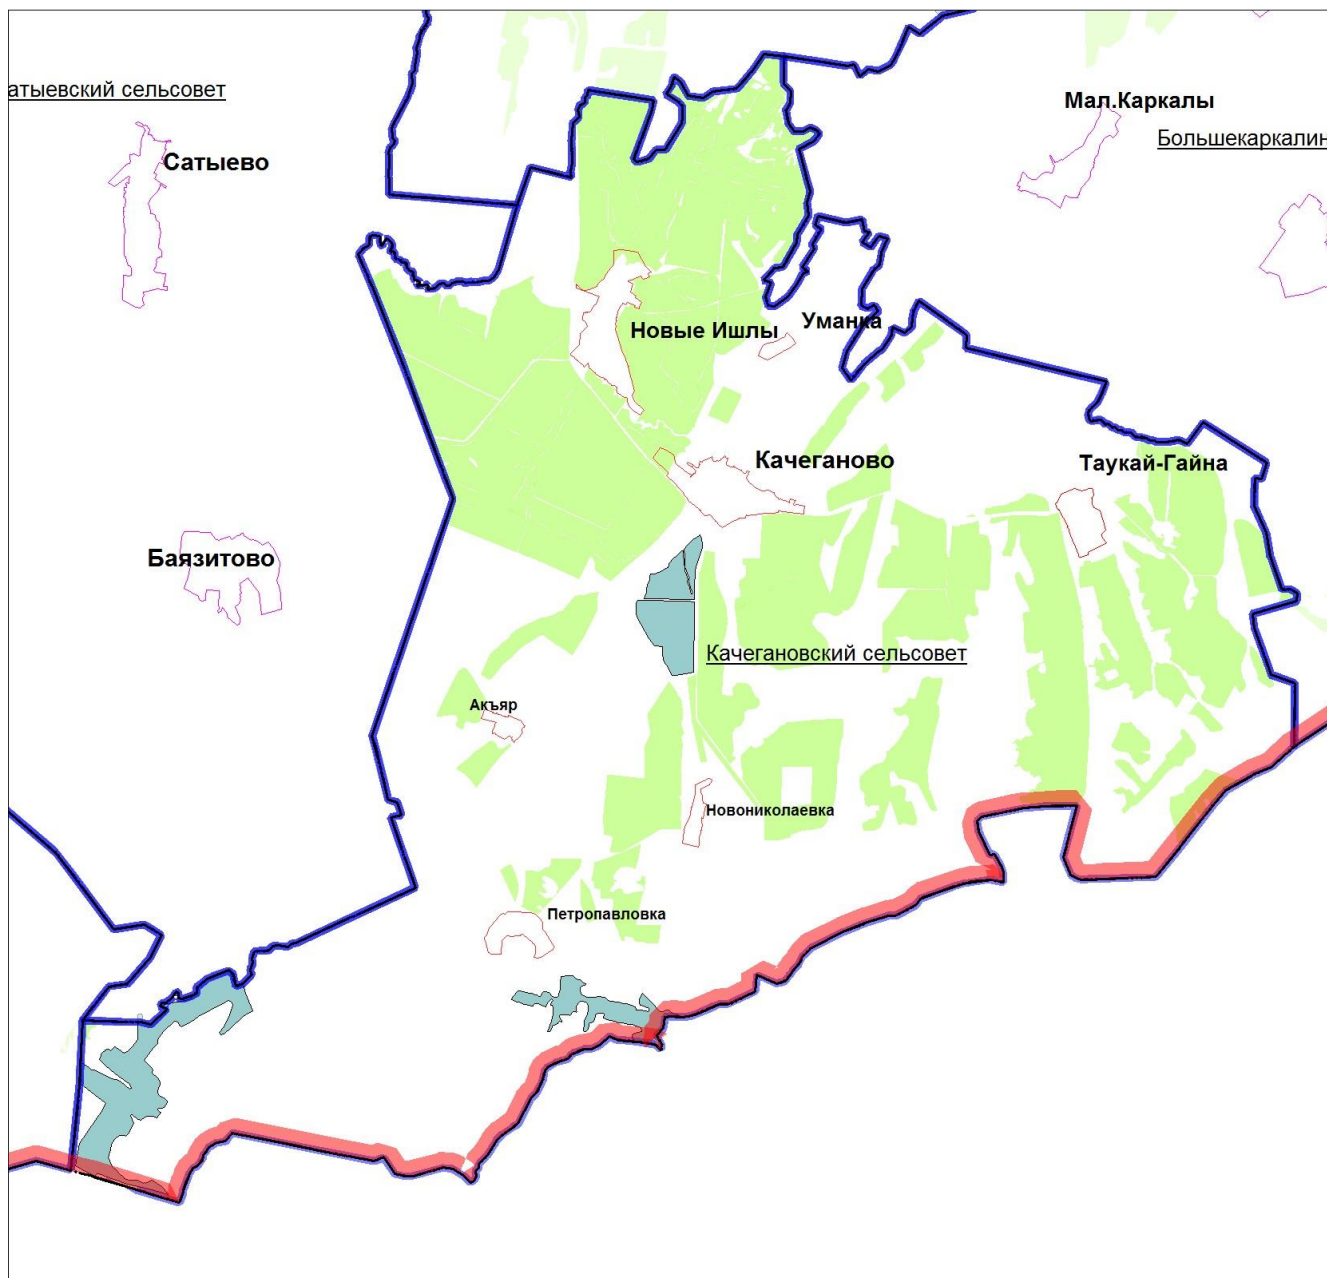 атыевский сельсовет
Мал.Каркалы
Большекаркалин
Сатыево
Новые Ишлы
Уманка
Качеганово
Таукай-Гайна
Баязитово
Качегановский сельсовет
Акъяр
Новониколаевка
Петропавловка